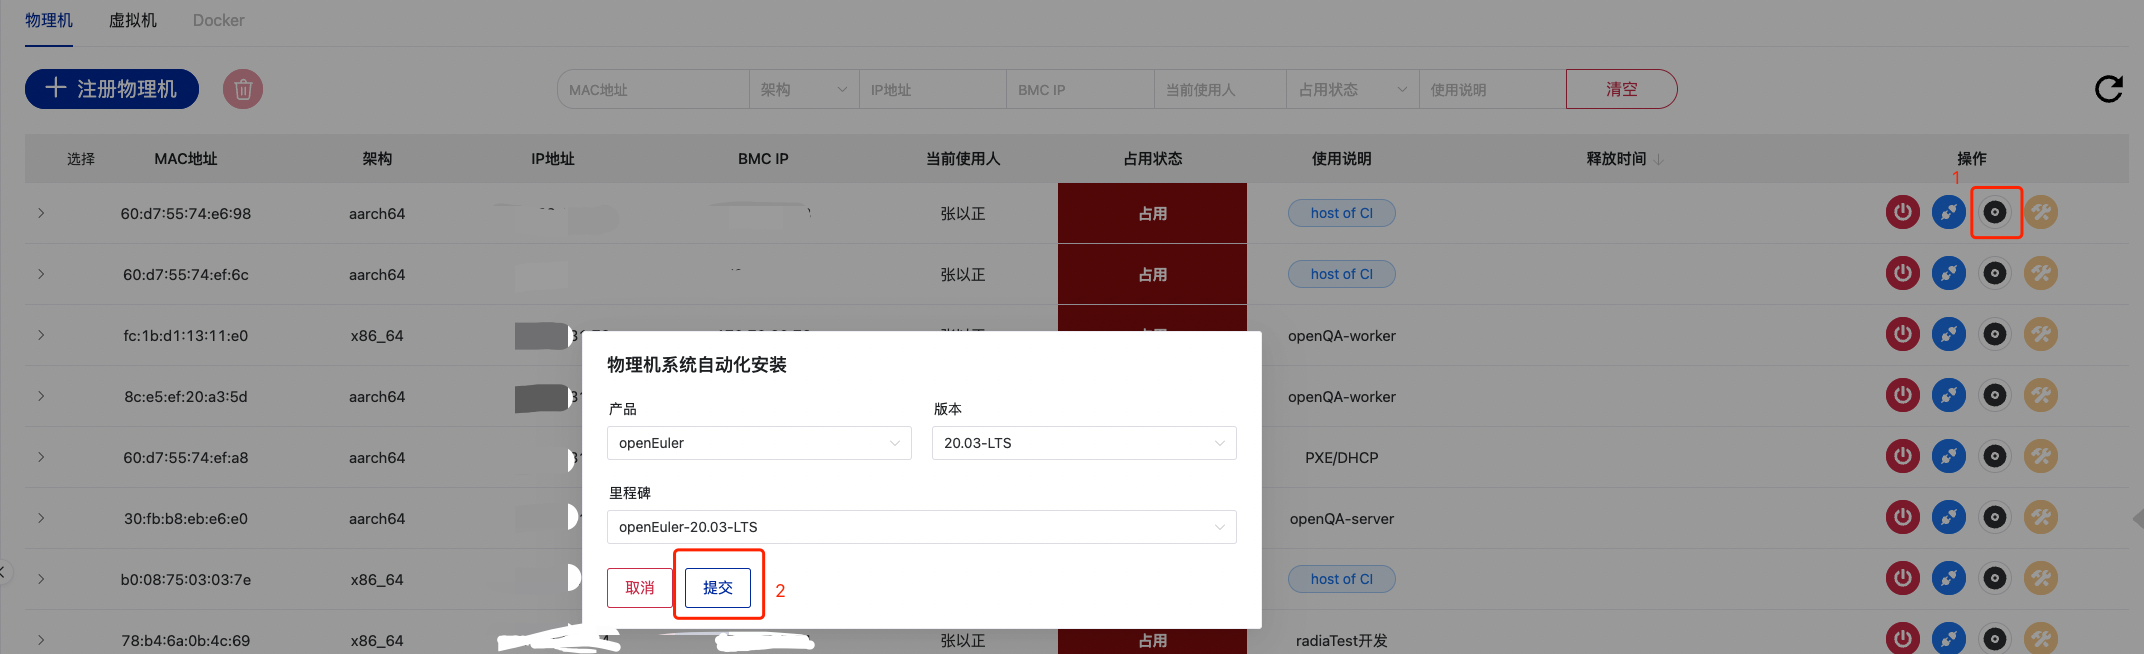 物理机 虚拟机 Docker
注册物理机 MAC地址 架构 IP地址 BMC IP 当前使用人 占用状态 使用说明 清空
选择 MAC地址 架构 IP地址 BMC IP 当前使用人 占用状态 使用说明 释放时间 操作
1
60:d7:55:74:e6:98 aarch64 张以正 占用 host of CI
60:d7:55:74:ef:6c aarch64 张以正 占用 host of CI
fc:1b:d1:13:11:e0 x86_64 openQA-worker
物理机系统自动化安装
8c:e5:ef:20:a3:5d aarch64 openQA-worker
产品 版本
openEuler 20.03-LTS
60:d7:55:74:ef:a8 aarch64 PXE/DHCP
里程碑
30:fb:b8:eb:e6:e0 aarch64 openQA-server
openEuler-20.03-LTS
b0:08:75:03:03:7e x86_64 host of CI
取消 提交 2
78:b4:6a:0b:4c:69 x86_64 张以正 占用 radiaTest开发